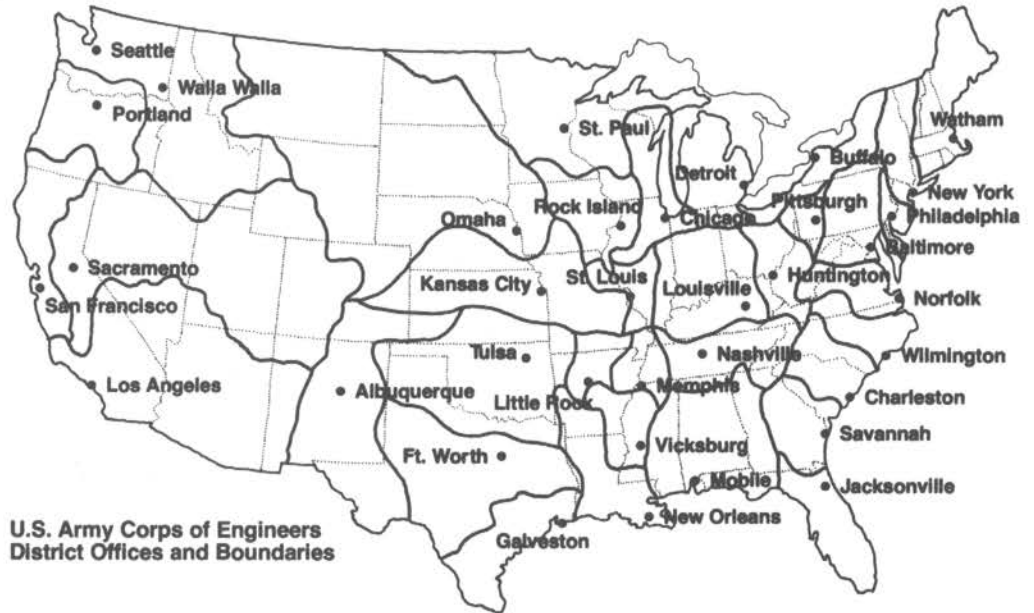 Seattle
Walla Walla
Portland
St. Paul
Watham
Buffalo
Detroit
New York
Pittsburgh
Rock Island
Chicago
Philadelphia
Omaha
Baltimore
Sacramento
St. Louis
Huntington
Kansas City
Louisville
San Francisco
Norfolk
Tulsa
Nashville
Wilmington
Los Angeles
Albuquerque
Memphis
Little Rock
Charleston
Savannah
Vicksburg
Ft. Worth
Mobile
Jacksonville
New Orleans
Galveston
U.S. Army Corps of Engineers
District Offices and Boundaries